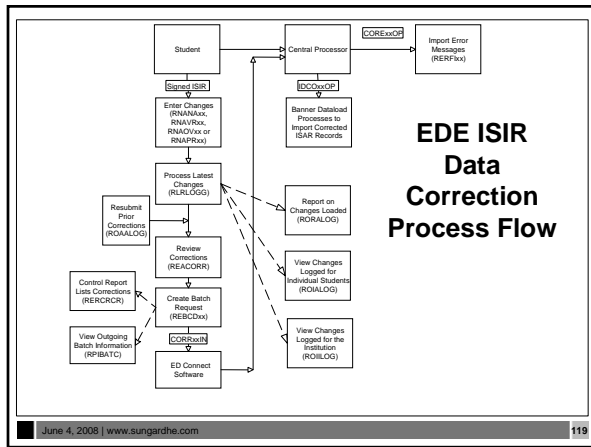 Student
Central Processor
CORExxOP
Import Error
Messages
(RERFIxx)
Signed ISIR
IDCOxxOP
Enter Changes
(RNANAxx,
RNAVRxx,
RNAOVxx or
RNAPRxx)
Banner Dataload
Processes to
Import Corrected
ISAR Records
EDE ISIR
Data
Correction
Process Flow
Process Latest
Changes
(RLRLOGG)
Resubmit
Prior
Corrections
(ROAALOG)
Report on
Changes Loaded
(RORALOG)
Review
Corrections
(REACORR)
View Changes
Logged for
Individual Students
(ROIALOG)
Control Report
Lists Corrections
(RERCRCR)
Create Batch
Request
(REBCDxx)
View Outgoing
Batch Information
(RPIBATC)
CORRxxIN
View Changes
Logged for the
Institution
(ROIILOG)
ED Connect
Software
June 4, 2008 | www.sungardhe.com
119